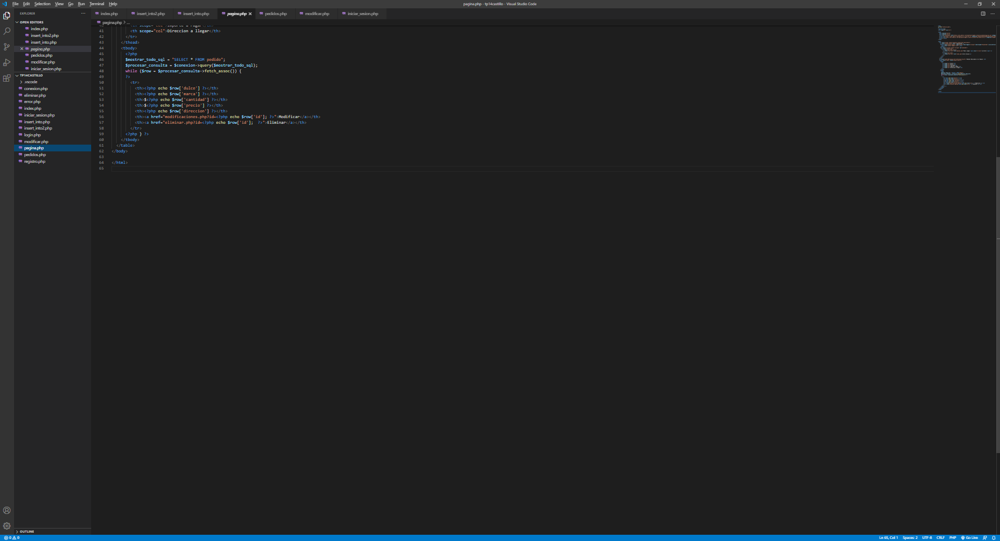 File Edit Selection View Go Run Terminal Help
pagina.php - tp14castillo - Visual Studio Code
EXPLORER
index.php insert_into2.php insert_into.php pagina.php pedidos.php modificar.php iniciar_sesion.php
OPEN EDITORS
index.php
insert_into2.php
insert_into.php
pagina.php
pedidos.php
modificar.php
iniciar_sesion.php
TP14CASTILLO
.vscode
conexion.php
eliminar.php
error.php
index.php
iniciar_sesion.php
insert_into.php
insert_into2.php
login.php
modificar.php
pagina.php
pedidos.php
registro.php
OUTLINE
pagina.php > ...
41 <th scope="col">Direccion a llegar</th>
42 </tr>
43 </thead>
44 <tbody>
45 <?php
46 $mostrar_todo_sql = "SELECT * FROM pedido";
47 $procesar_consulta = $conexion->query($mostrar_todo_sql);
48 while ($row = $procesar_consulta->fetch_assoc()) {
49 ?>
50 <tr>
51 <th><?php echo $row['dulce'] ?></th>
52 <th><?php echo $row['marca'] ?></th>
53 <th>$<?php echo $row['cantidad'] ?></th>
54 <th>$<?php echo $row['precio'] ?></th>
55 <th><?php echo $row['direccion'] ?></th>
56 <th><a href="modificaciones.php?id=<?php echo $row['id']; ?>">Modificar</a></th>
57 <th><a href="eliminar.php?id=<?php echo $row['id'];  ?>">Eliminar</a></th>
58 </tr>
59 <?php } ?>
60 </tbody>
61 </table>
62 </body>
63
64 </html>
65
0 0
Ln 65, Col 1 Spaces: 2 UTF-8 CRLF PHP Go Live